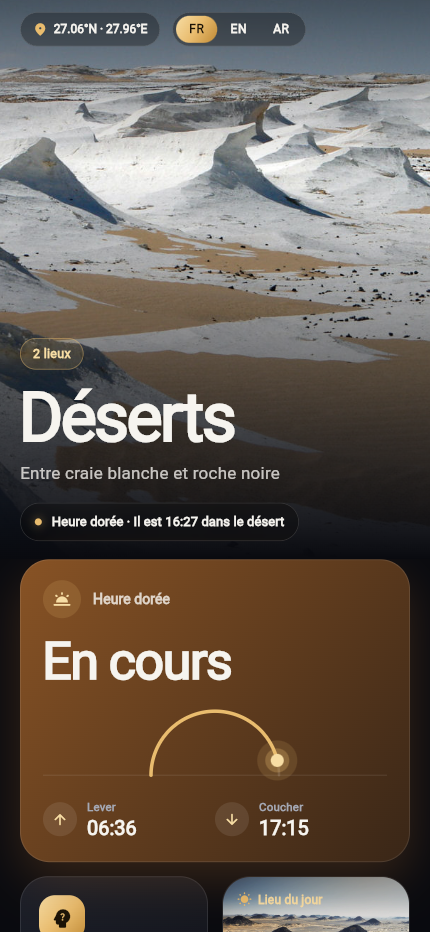 27.06°N · 27.96°E
FR EN AR
2 lieux
Déserts
Entre craie blanche et roche noire
Heure dorée · Il est 16:27 dans le désert
Heure dorée
En cours
Lever
06:36
Coucher
17:15
Lieu du jour